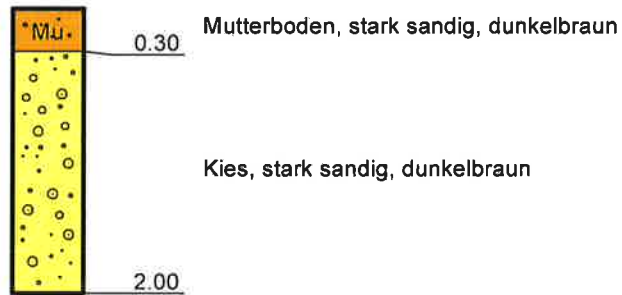 Mutterboden, stark sandig, dunkelbraun
Mu
0.30
Kies, stark sandig, dunkelbraun
2.00